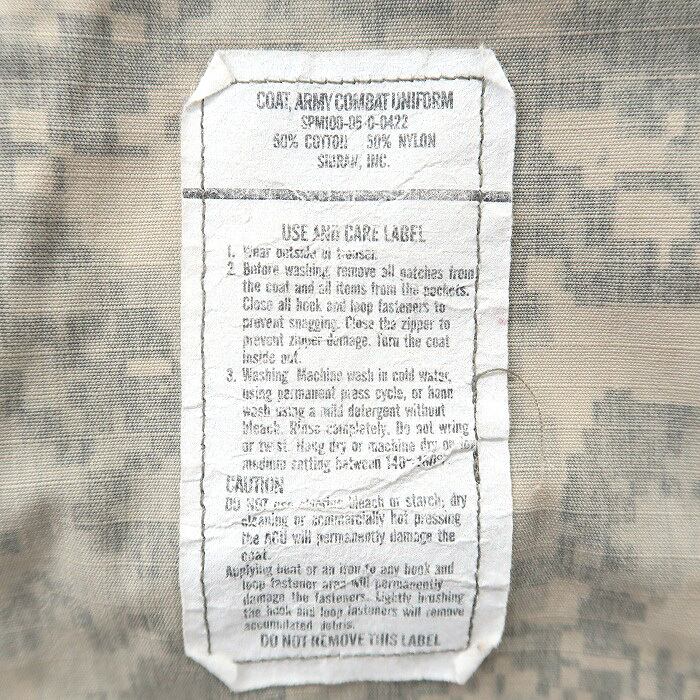 COAT, ARMY COMBAT UNIFORM
SPM100-05-C-0422
50% COTTON 50% NYLON
INC.
USE AND CARE LABEL
1. Wear outside of trouser.
2. Before washing, remove all patches from
the coat and all items from the pockets.
Close all hook and loop fasteners to
prevent snagging. Close the zipper to
prevent zipper damage. Turn the coat
inside out.
3. Washing. Machine wash in cold water,
using permanent press cycle, or hand
wash using a mild detergent without
bleach. Rinse completely. Do not wring
or twist. Hang dry or machine dry on
medium setting between 140°
CAUTION
DO NOT use bleach or starch; dry
cleaning or commercially hot pressing
the ACU will permanently damage the
coat.
Applying heat or an iron to any hook and
loop fastener area will permanently
damage the fasteners. Lightly brushing
the hook and loop fasteners will remove
accumulated debris.
DO NOT REMOVE THIS LABEL